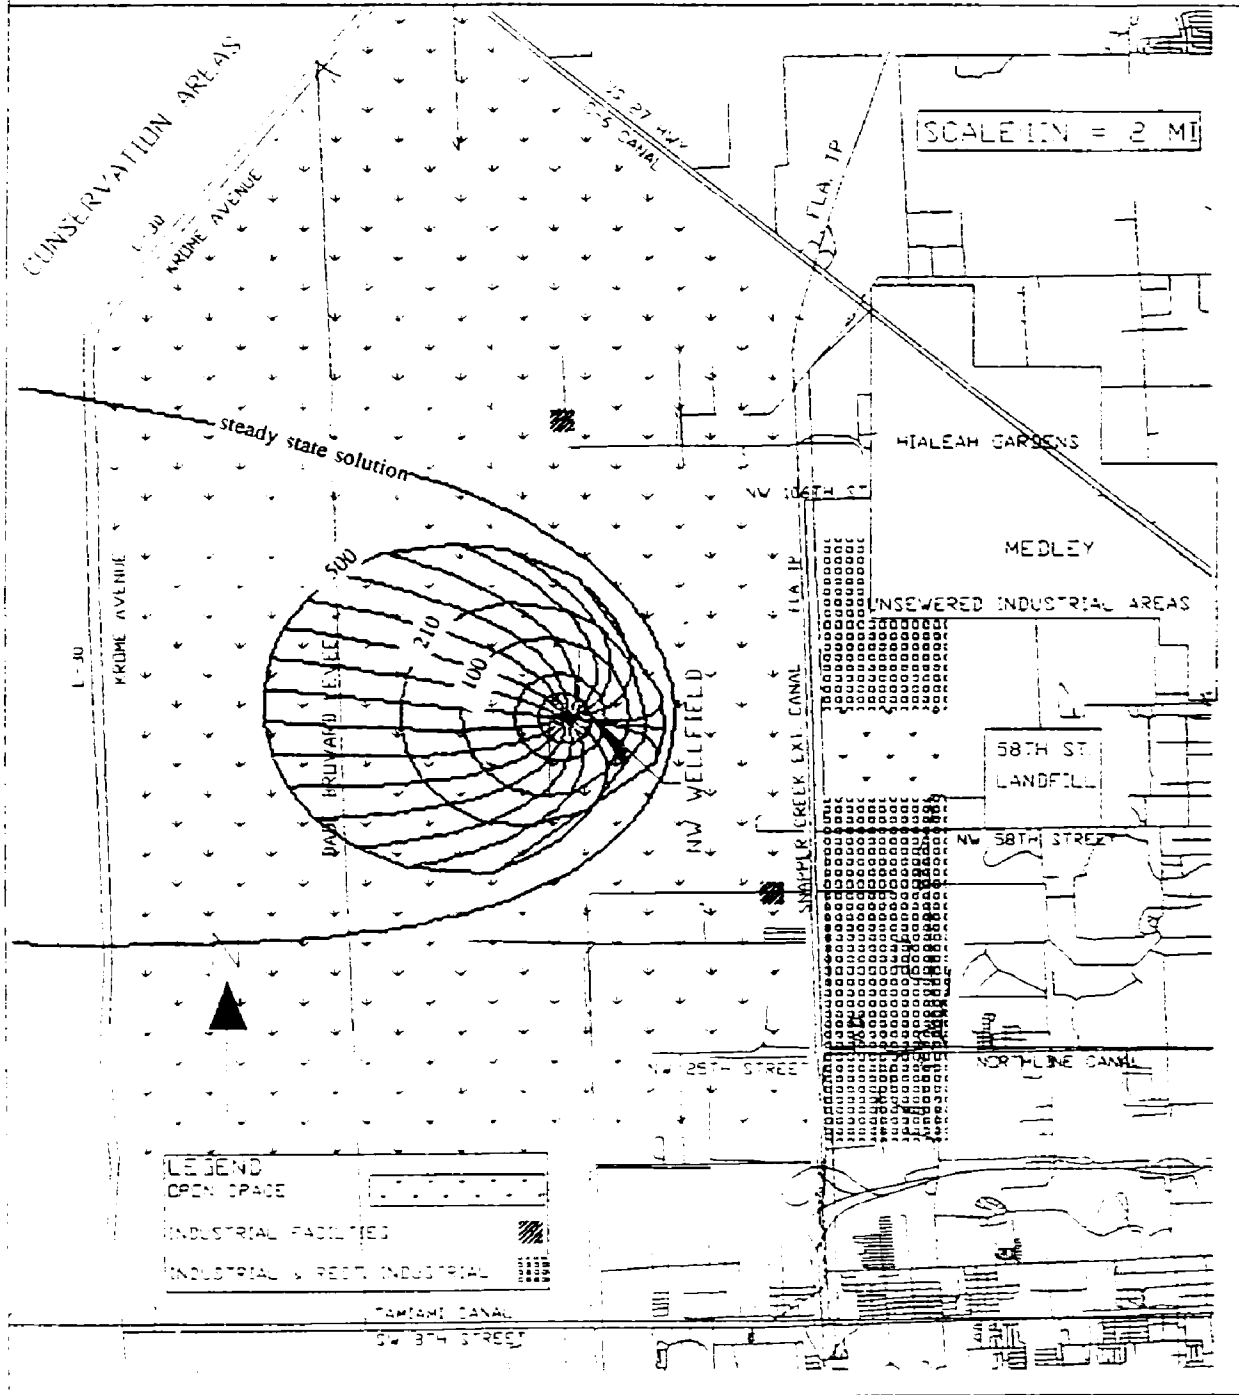 CONSERVATION AREAS
L-30
KROME AVENUE
US 27 HWY
CANAL
FLA. TP
SCALE 1IN = 2 MI
steady state solution
HIALEAH GARDENS
NW 106TH ST
MEDLEY
UNSEWERED INDUSTRIAL AREAS
500
210
100
L-30
KROME AVENUE
DADE BROWARD LEVEE
NW WELLFIELD
FLA TP
SNAPPER CREEK EXT. CANAL
58TH ST.
LANDFILL
NW 58TH STREET
NW 25TH STREET
NORTHLINE CANAL
LEGEND
OPEN SPACE
INDUSTRIAL FACILITIES
INDUSTRIAL & REST. INDUSTRIAL
TAMIAMI CANAL
SW 8TH STREET